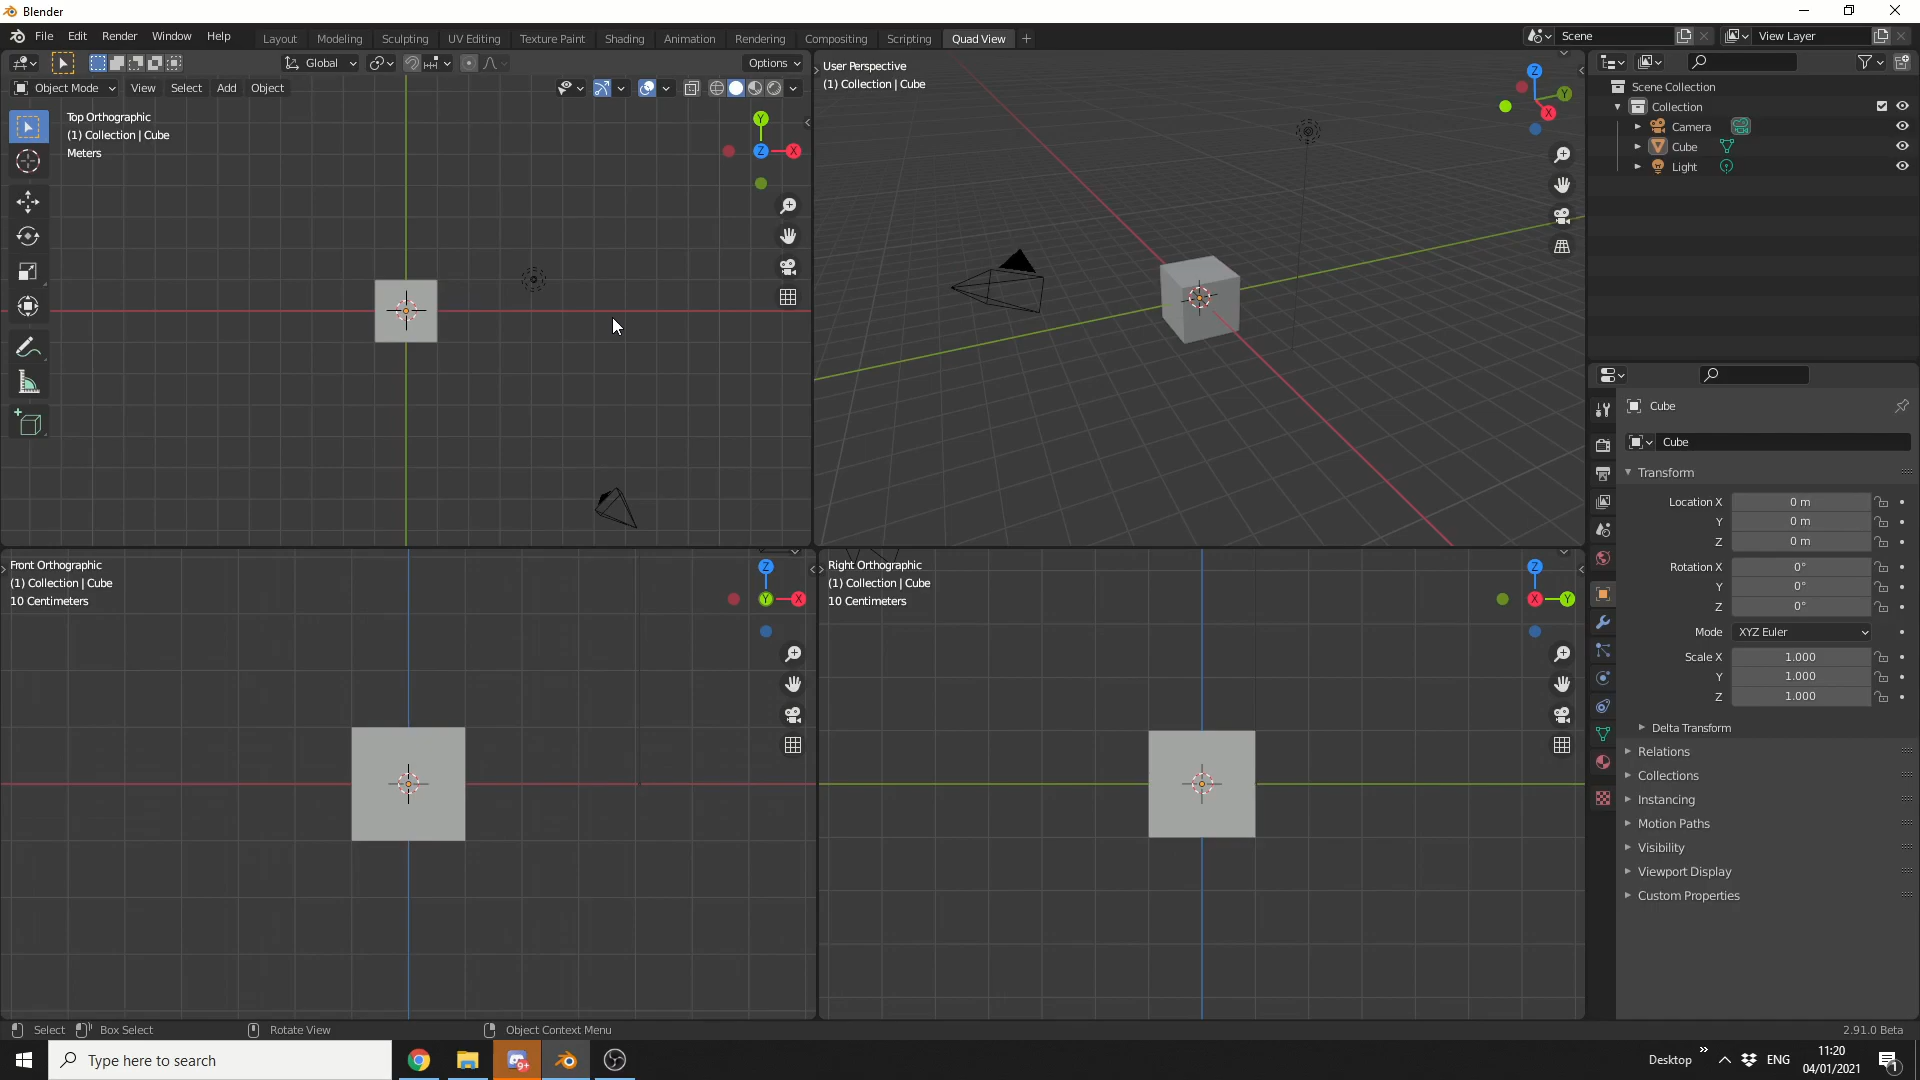 Blender
File Edit Render Window Help
Layout Modeling Sculpting UV Editing Texture Paint Shading Animation Rendering Compositing Scripting Quad View +
Scene
View Layer
Global
Options
Object Mode View Select Add Object
Top Orthographic
(1) Collection | Cube
Meters
Y
Z
X
User Perspective
(1) Collection | Cube
Z
Y
X
Scene Collection
Collection
Camera
Cube
Light
Front Orthographic
(1) Collection | Cube
10 Centimeters
Z
Y
X
Right Orthographic
(1) Collection | Cube
10 Centimeters
Z
X
Y
Cube
Cube
Transform
Location X 0 m
Y 0 m
Z 0 m
Rotation X 0°
Y 0°
Z 0°
Mode XYZ Euler
Scale X 1.000
Y 1.000
Z 1.000
Delta Transform
Relations
Collections
Instancing
Motion Paths
Visibility
Viewport Display
Custom Properties
Select Box Select Rotate View Object Context Menu 2.91.0 Beta
Type here to search
9+
Desktop » ENG
11:20
04/01/2021
1